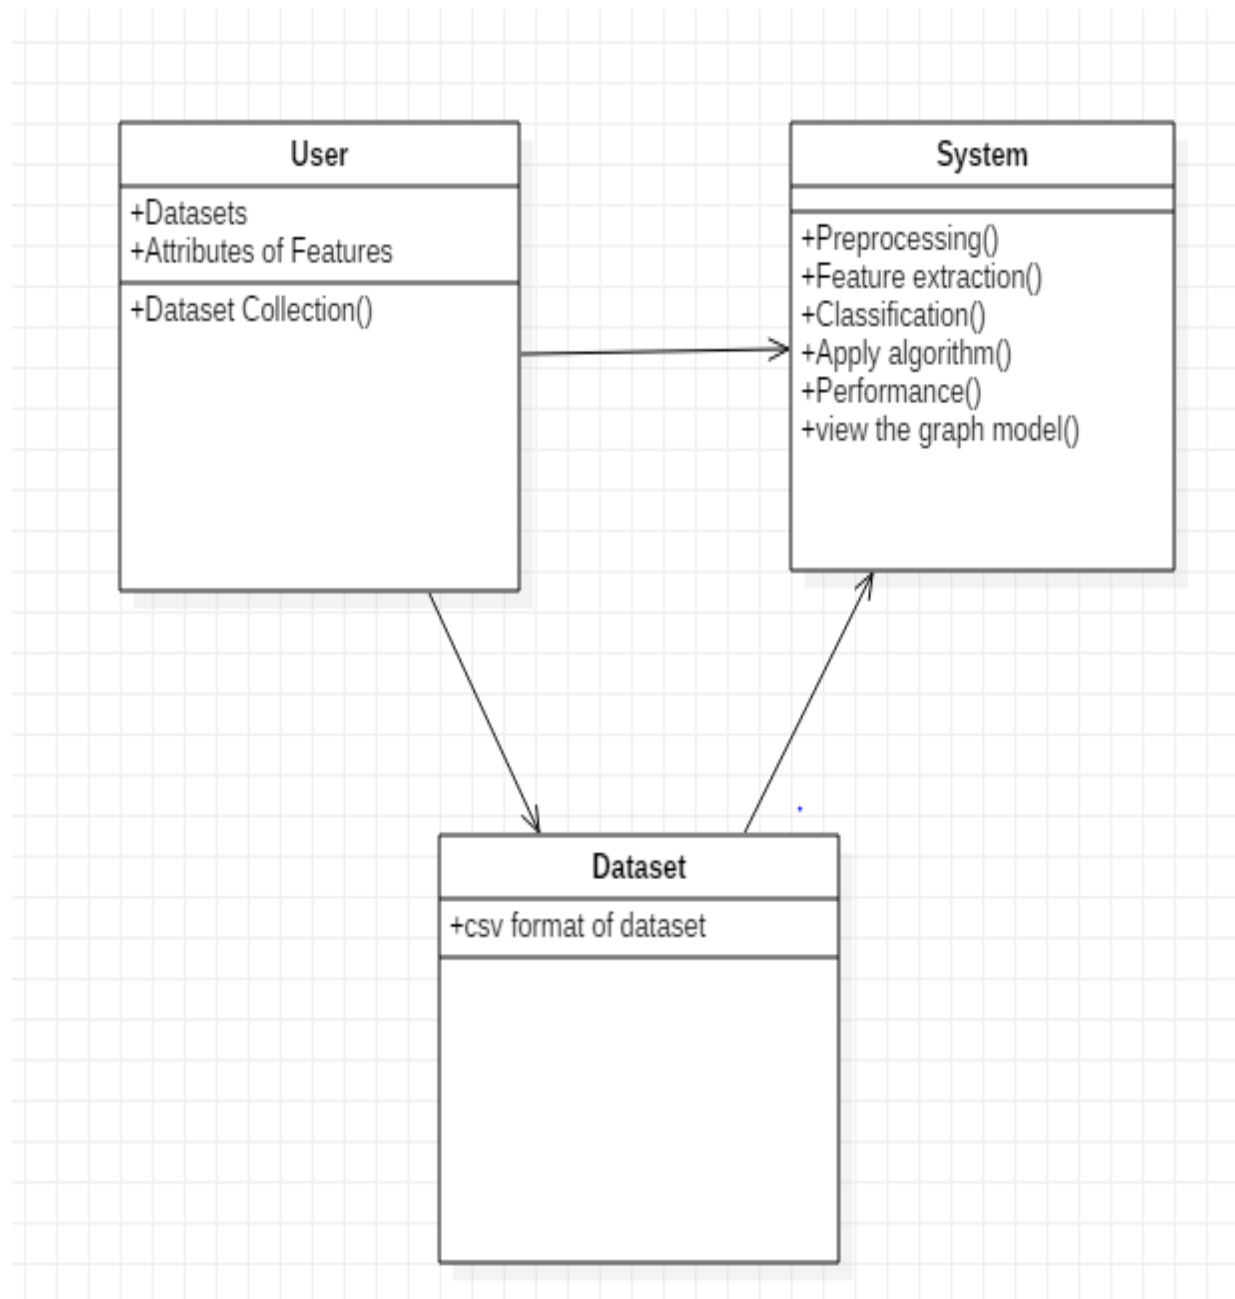 User
+Datasets
+Attributes of Features
+Dataset Collection()
System
+Preprocessing()
+Feature extraction()
+Classification()
+Apply algorithm()
+Performance()
+view the graph model()
Dataset
+csv format of dataset